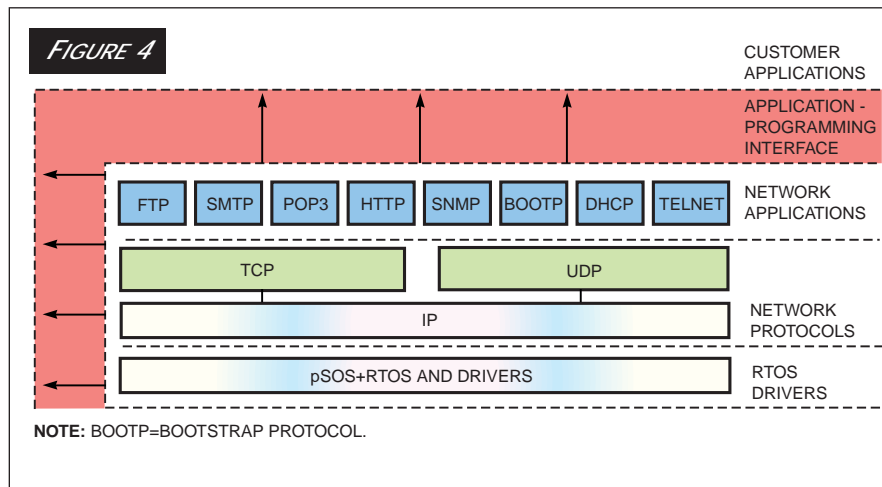 FIGURE 4
CUSTOMER
APPLICATIONS
APPLICATION -
PROGRAMMING
INTERFACE
FTP SMTP POP3 HTTP SNMP BOOTP DHCP TELNET
NETWORK
APPLICATIONS
TCP UDP
IP
NETWORK
PROTOCOLS
pSOS+RTOS AND DRIVERS
RTOS
DRIVERS
NOTE: BOOTP=BOOTSTRAP PROTOCOL.